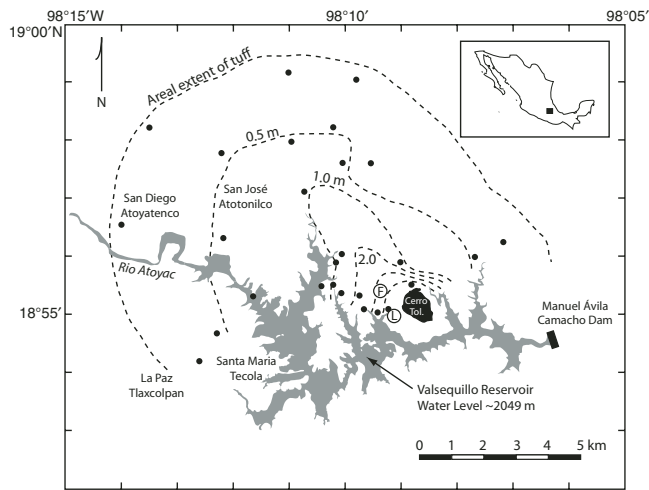 98°15′W
98°10′
98°05′
19°00′N
Areal extent of tuff
N
0.5 m
1.0 m
San Diego
Atoyatenco
San José
Atotonilco
Rio Atoyac
2.0
F
L
Cerro
Tol.
18°55′
Manuel Ávila
Camacho Dam
Santa Maria
Tecola
La Paz
Tlaxcolpan
Valsequillo Reservoir
Water Level ~2049 m
0 1 2 3 4 5 km